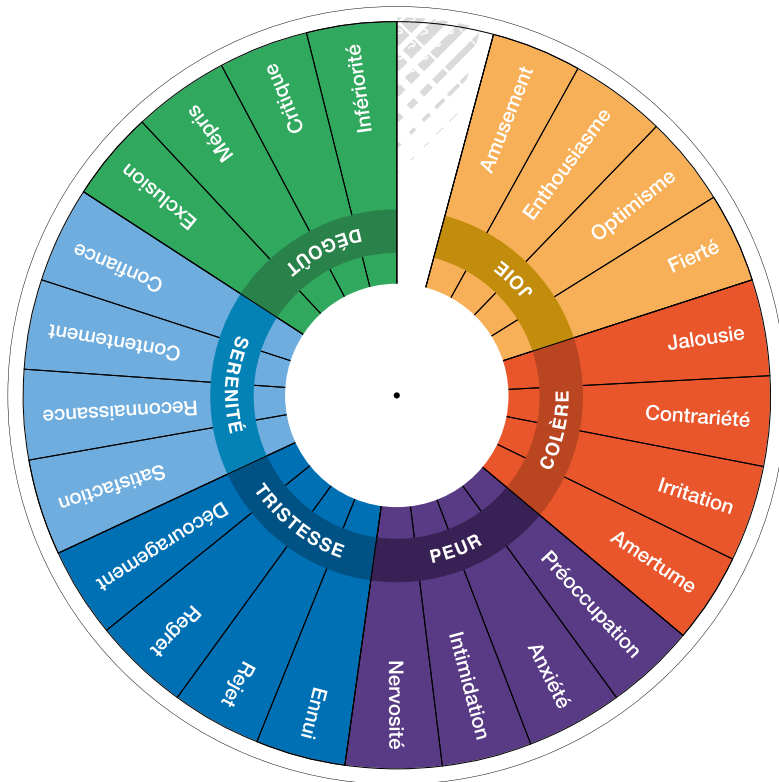 JOIE
Amusement
Enthousiasme
Optimisme
Fierté
COLÈRE
Jalousie
Contrariété
Irritation
Amertume
PEUR
Préoccupation
Anxiété
Intimidation
Nervosité
TRISTESSE
Ennui
Rejet
Regret
Découragement
SERENITÉ
Satisfaction
Reconnaissance
Contentement
Confiance
DÉGOÛT
Exclusion
Mépris
Critique
Infériorité